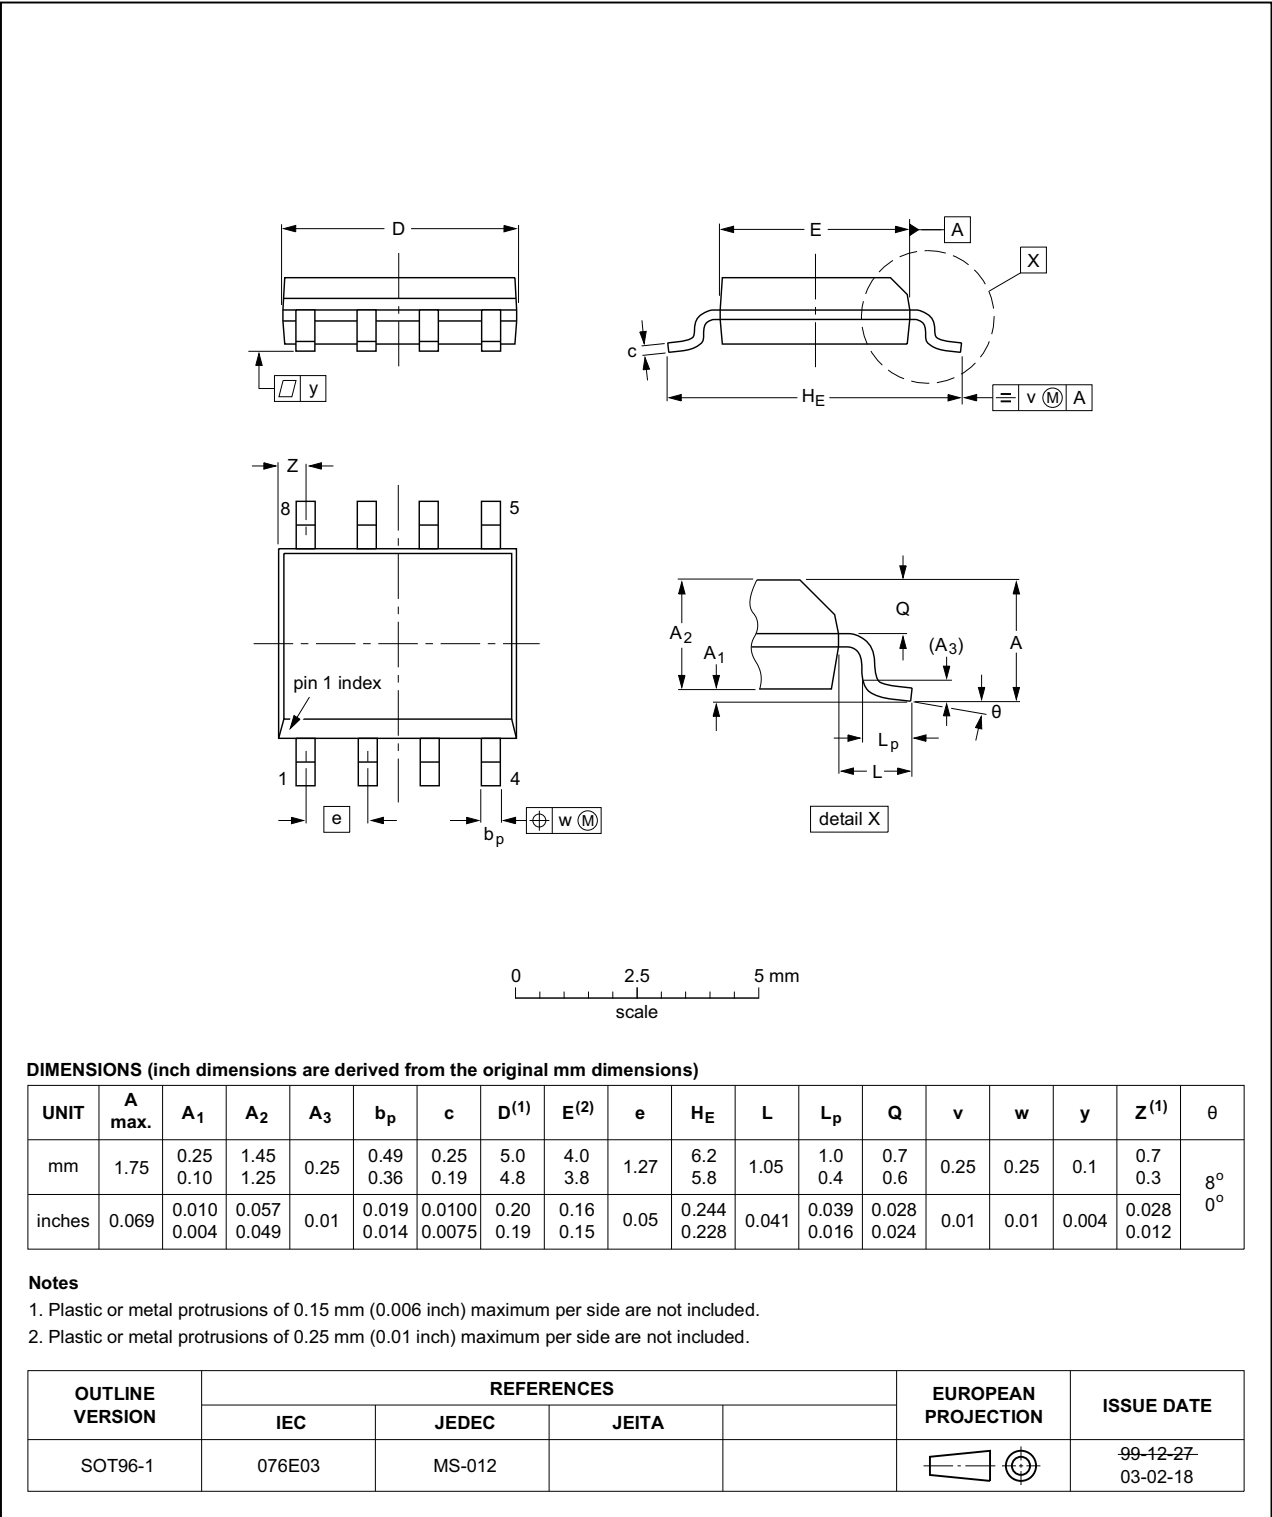 D
E
A
X
c
y
HE
v M A
Z
8
5
Q
A2
A1
(A3)
A
pin 1 index
θ
Lp
L
1
4
e
w M
bp
detail X
0 2.5 5 mm
scale
DIMENSIONS (inch dimensions are derived from the original mm dimensions)
UNIT A max. A1 A2 A3 bp c D(1) E(2) e HE L Lp Q v w y Z(1) θ
mm 1.75 0.25 0.10 1.45 1.25 0.25 0.49 0.36 0.25 0.19 5.0 4.8 4.0 3.8 1.27 6.2 5.8 1.05 1.0 0.4 0.7 0.6 0.25 0.25 0.1 0.7 0.3 8o 0o
inches 0.069 0.010 0.004 0.057 0.049 0.01 0.019 0.014 0.0100 0.0075 0.20 0.19 0.16 0.15 0.05 0.244 0.228 0.041 0.039 0.016 0.028 0.024 0.01 0.01 0.004 0.028 0.012
Notes
1. Plastic or metal protrusions of 0.15 mm (0.006 inch) maximum per side are not included.
2. Plastic or metal protrusions of 0.25 mm (0.01 inch) maximum per side are not included.
OUTLINE VERSION REFERENCES EUROPEAN PROJECTION ISSUE DATE
IEC JEDEC JEITA
SOT96-1 076E03 MS-012 99-12-27
03-02-18